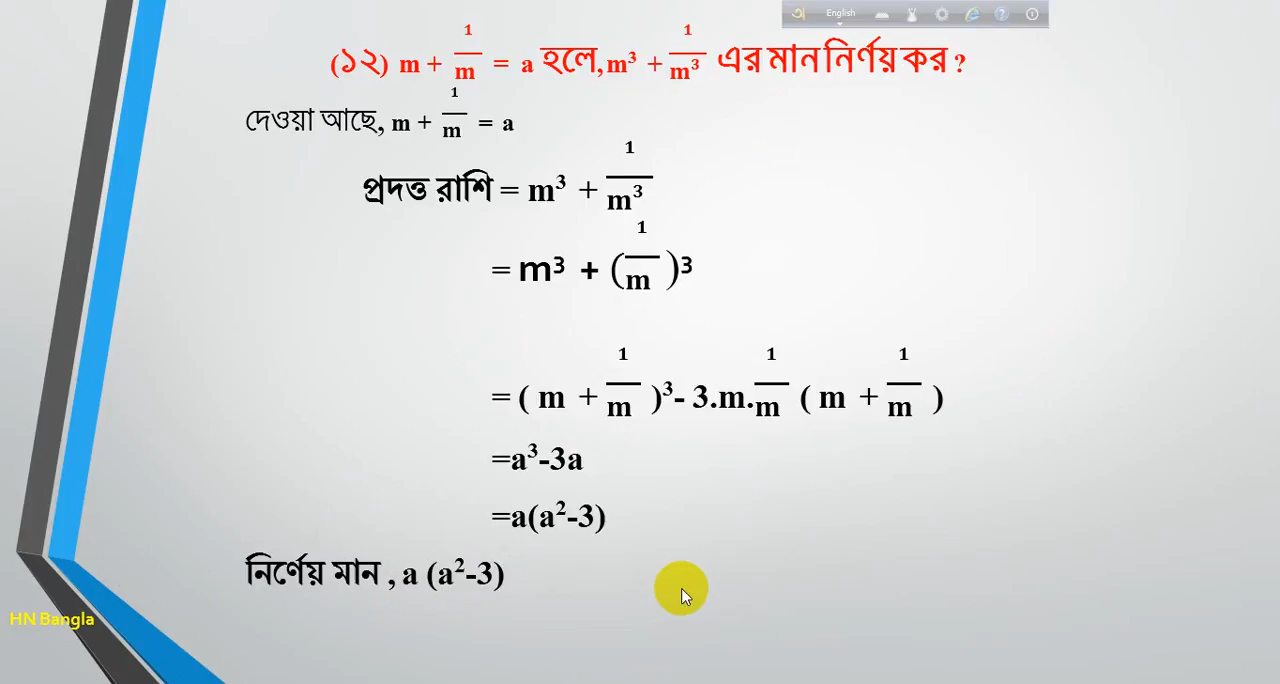 English
(১২) m + 1/m = a হলে, m³ + 1/m³ এর মান নির্ণয় কর ?
দেওয়া আছে, m + 1/m = a
প্রদত্ত রাশি = m³ + 1/m³
= m³ + (1/m)³
= ( m + 1/m )³- 3.m.1/m ( m + 1/m )
=a³-3a
=a(a²-3)
নির্ণেয় মান , a (a²-3)
HN Bangla